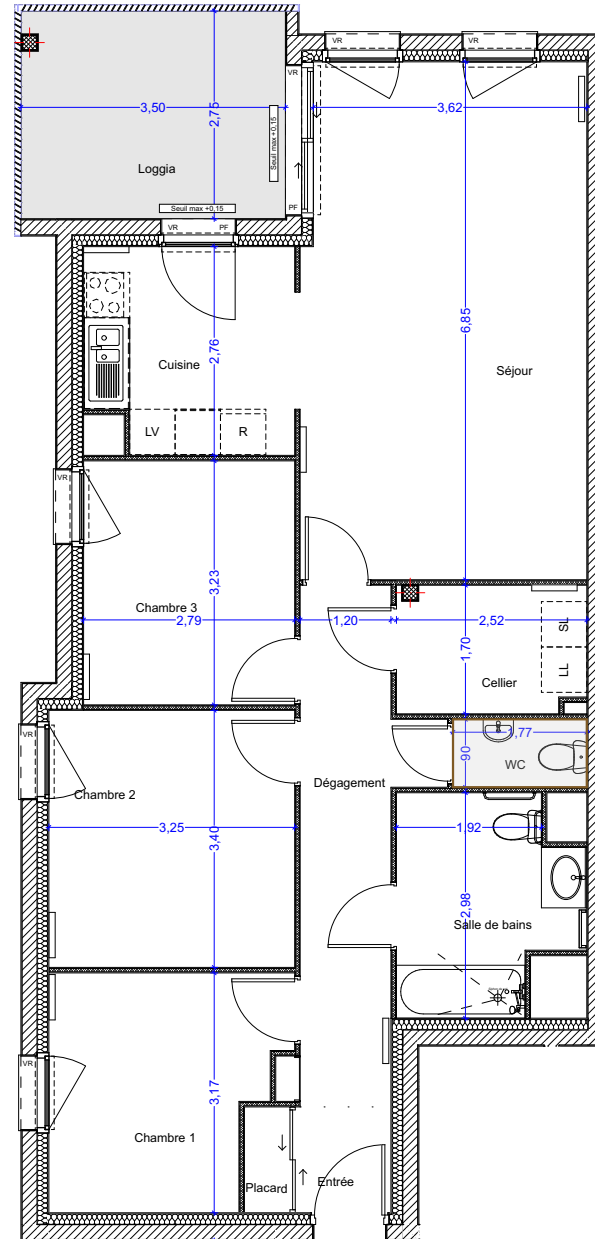 VR
VR
VR
3,50
2,75
3,62
Seuil max +0,15
Loggia
Seuil max +0,15
PF
VR
PF
6,85
2,76
Cuisine
Séjour
LV
R
VR
3,23
Chambre 3
2,79
1,20
2,52
SL
1,70
LL
Cellier
VR
,77
90
WC
Dégagement
Chambre 2
3,25
3,40
1,92
2,98
Salle de bains
VR
3,17
Chambre 1
Placard
Entrée